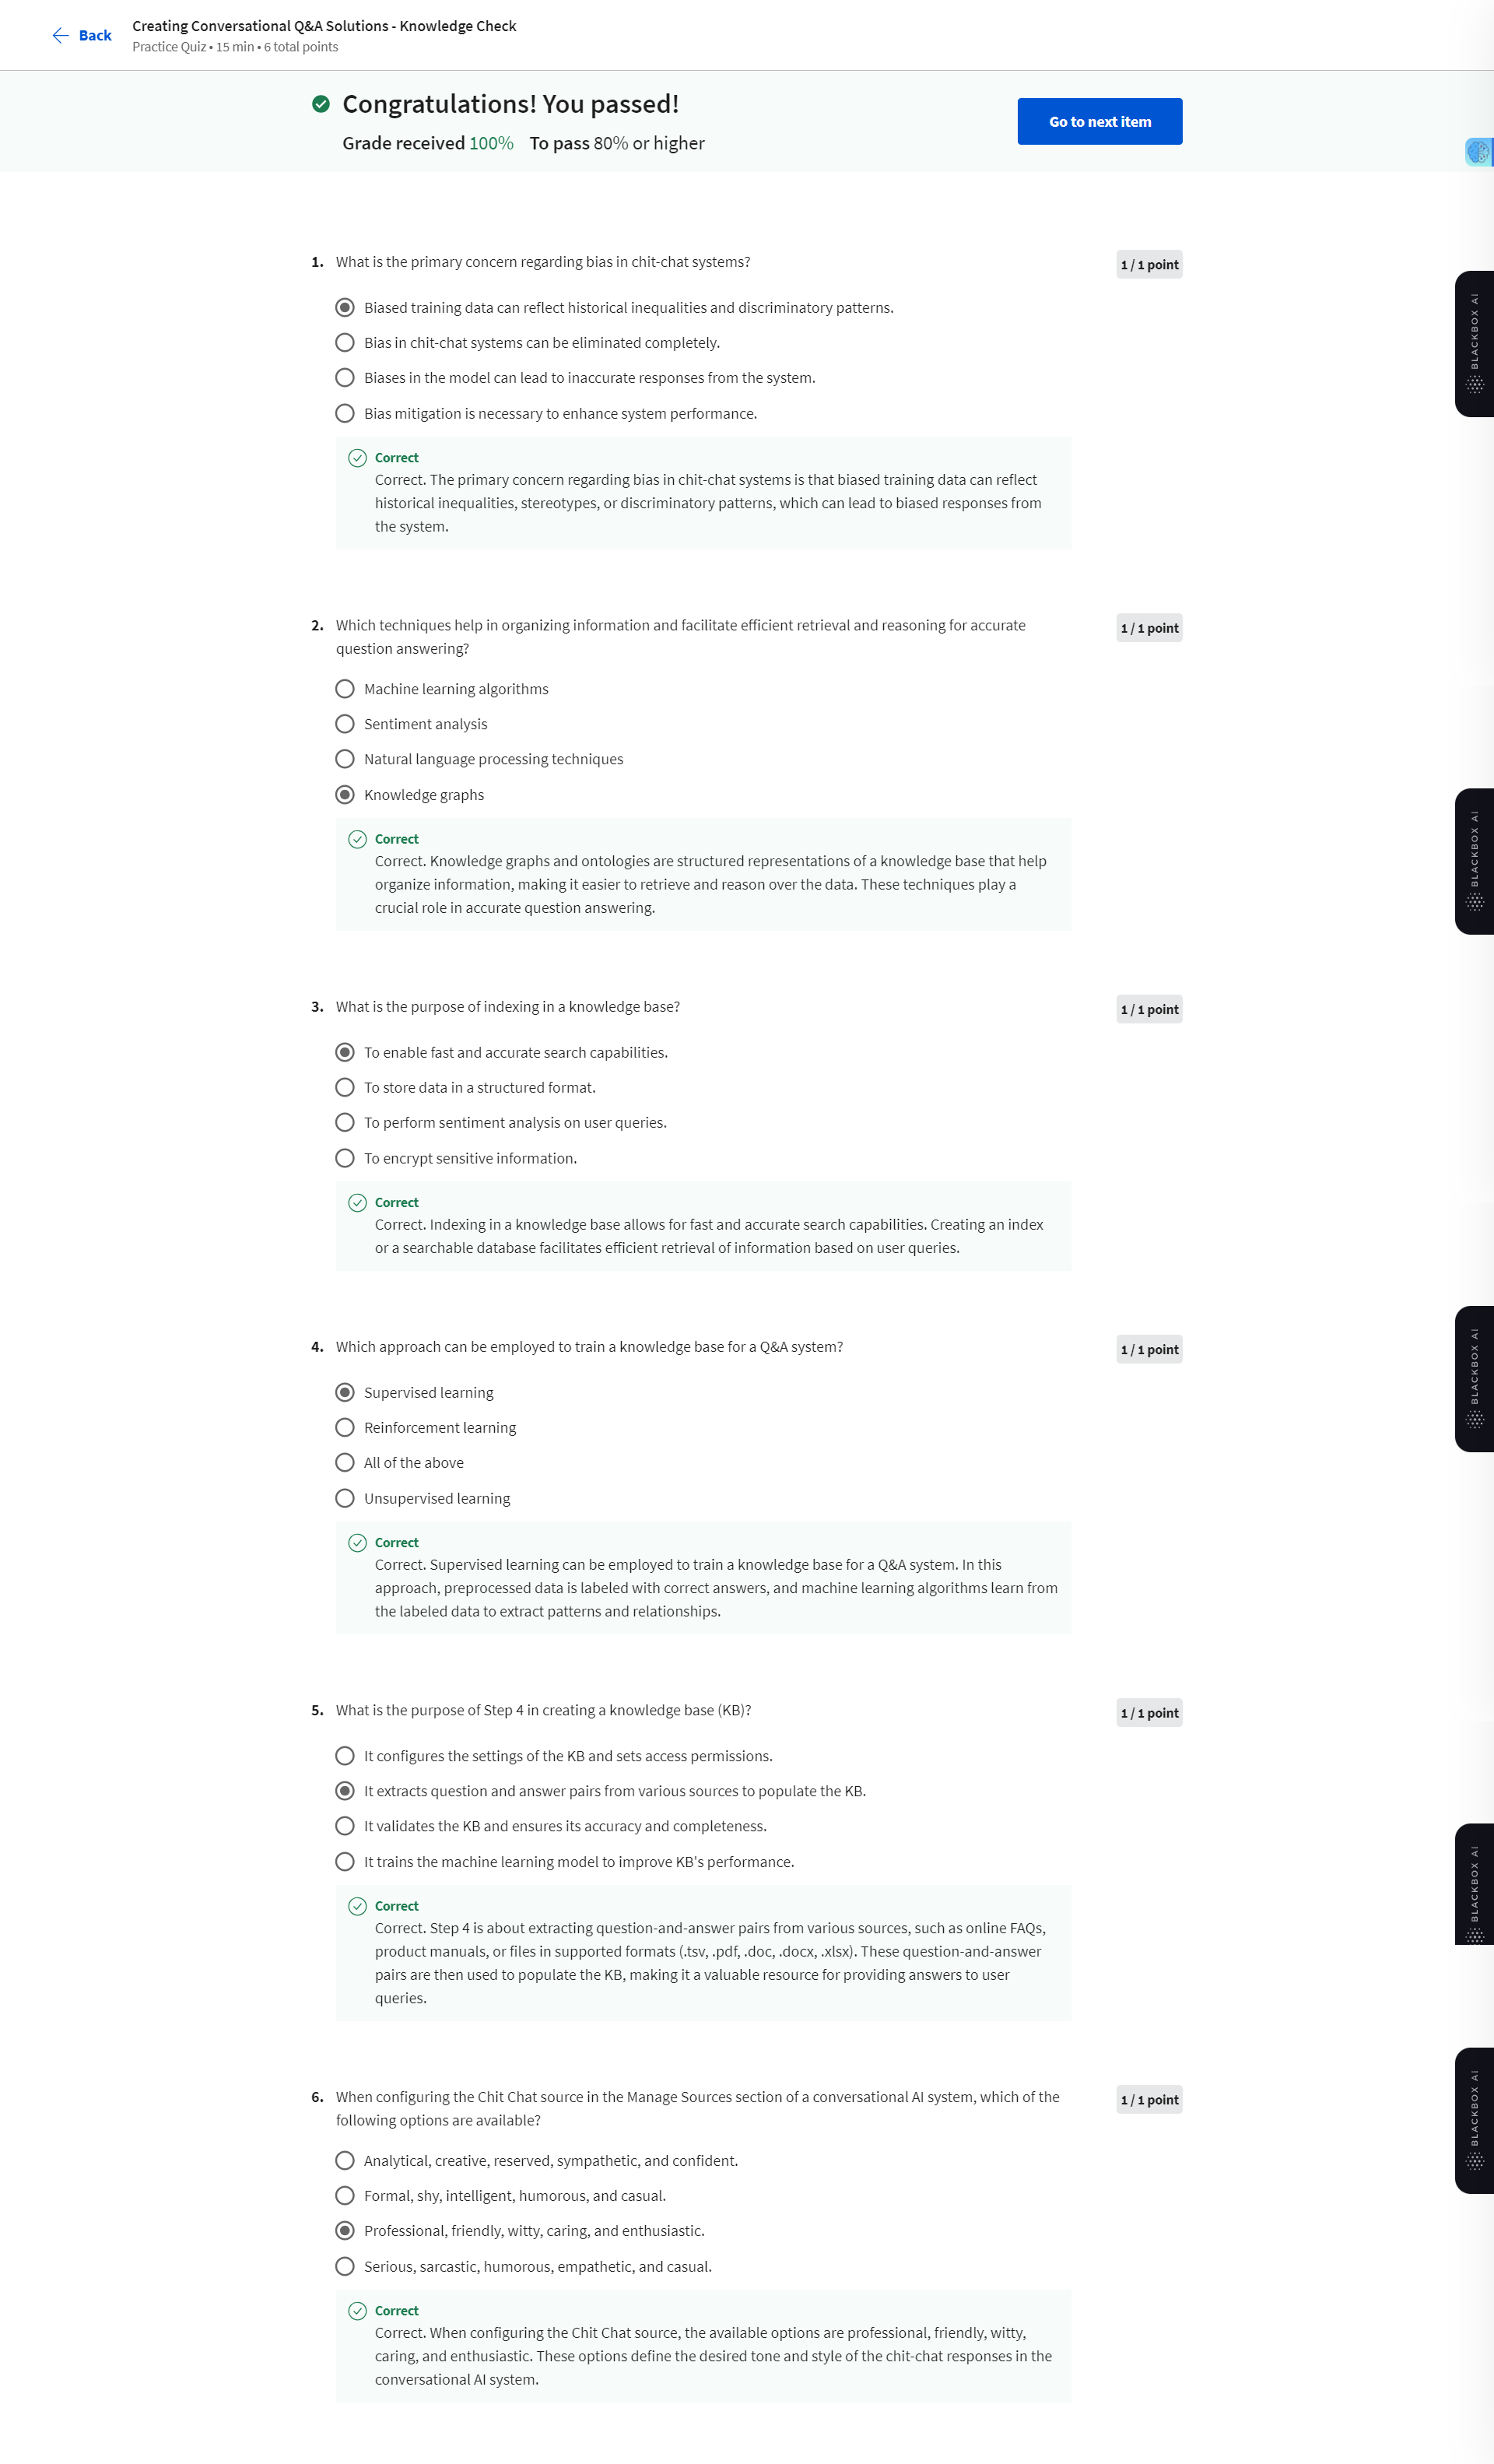 Back
Creating Conversational Q&A Solutions - Knowledge Check
Practice Quiz • 15 min • 6 total points
Congratulations! You passed!
Grade received 100% To pass 80% or higher
Go to next item
1. What is the primary concern regarding bias in chit-chat systems?
1 / 1 point
Biased training data can reflect historical inequalities and discriminatory patterns.
Bias in chit-chat systems can be eliminated completely.
Biases in the model can lead to inaccurate responses from the system.
Bias mitigation is necessary to enhance system performance.
Correct
Correct. The primary concern regarding bias in chit-chat systems is that biased training data can reflect
historical inequalities, stereotypes, or discriminatory patterns, which can lead to biased responses from
the system.
BLACKBOX AI
2. Which techniques help in organizing information and facilitate efficient retrieval and reasoning for accurate
question answering?
1 / 1 point
Machine learning algorithms
Sentiment analysis
Natural language processing techniques
Knowledge graphs
Correct
Correct. Knowledge graphs and ontologies are structured representations of a knowledge base that help
organize information, making it easier to retrieve and reason over the data. These techniques play a
crucial role in accurate question answering.
BLACKBOX AI
3. What is the purpose of indexing in a knowledge base?
1 / 1 point
To enable fast and accurate search capabilities.
To store data in a structured format.
To perform sentiment analysis on user queries.
To encrypt sensitive information.
Correct
Correct. Indexing in a knowledge base allows for fast and accurate search capabilities. Creating an index
or a searchable database facilitates efficient retrieval of information based on user queries.
4. Which approach can be employed to train a knowledge base for a Q&A system?
1 / 1 point
Supervised learning
Reinforcement learning
All of the above
Unsupervised learning
Correct
Correct. Supervised learning can be employed to train a knowledge base for a Q&A system. In this
approach, preprocessed data is labeled with correct answers, and machine learning algorithms learn from
the labeled data to extract patterns and relationships.
BLACKBOX AI
5. What is the purpose of Step 4 in creating a knowledge base (KB)?
1 / 1 point
It configures the settings of the KB and sets access permissions.
It extracts question and answer pairs from various sources to populate the KB.
It validates the KB and ensures its accuracy and completeness.
It trains the machine learning model to improve KB's performance.
Correct
Correct. Step 4 is about extracting question-and-answer pairs from various sources, such as online FAQs,
product manuals, or files in supported formats (.tsv, .pdf, .doc, .docx, .xlsx). These question-and-answer
pairs are then used to populate the KB, making it a valuable resource for providing answers to user
queries.
BLACKBOX AI
6. When configuring the Chit Chat source in the Manage Sources section of a conversational AI system, which of the
following options are available?
1 / 1 point
Analytical, creative, reserved, sympathetic, and confident.
Formal, shy, intelligent, humorous, and casual.
Professional, friendly, witty, caring, and enthusiastic.
Serious, sarcastic, humorous, empathetic, and casual.
Correct
Correct. When configuring the Chit Chat source, the available options are professional, friendly, witty,
caring, and enthusiastic. These options define the desired tone and style of the chit-chat responses in the
conversational AI system.
BLACKBOX AI